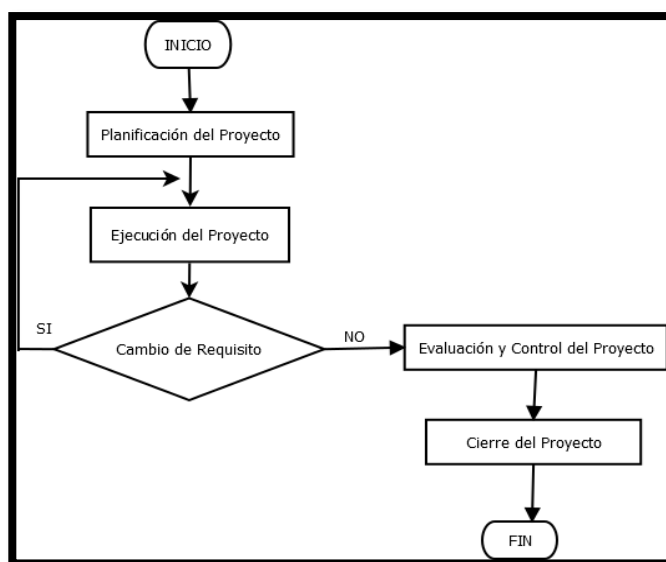 INICIO
Planificación del Proyecto
Ejecución del Proyecto
SI
Cambio de Requisito
NO
Evaluación y Control del Proyecto
Cierre del Proyecto
FIN